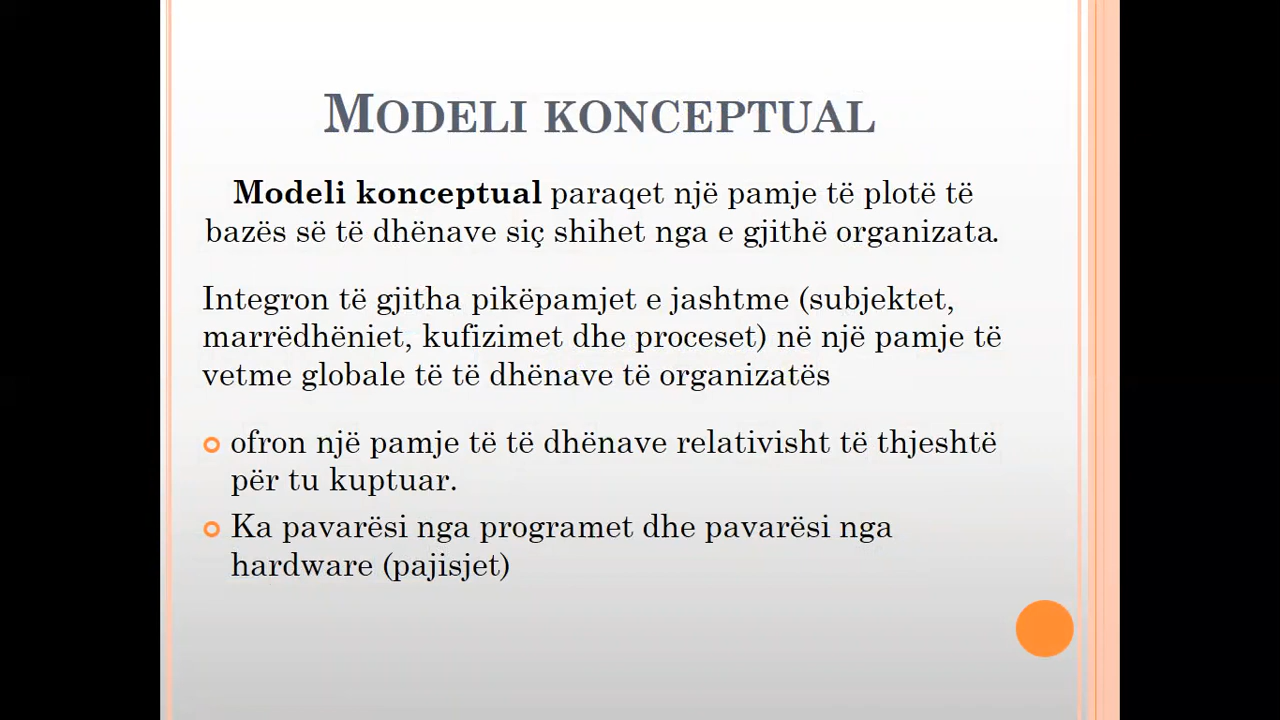 MODELI KONCEPTUAL
Modeli konceptual paraqet një pamje të plotë të
bazës së të dhënave siç shihet nga e gjithë organizata.
Integron të gjitha pikëpamjet e jashtme (subjektet,
marrëdhëniet, kufizimet dhe proceset) në një pamje të
vetme globale të të dhënave të organizatës
ofron një pamje të të dhënave relativisht të thjeshtë
për tu kuptuar.
Ka pavarësi nga programet dhe pavarësi nga
hardware (pajisjet)